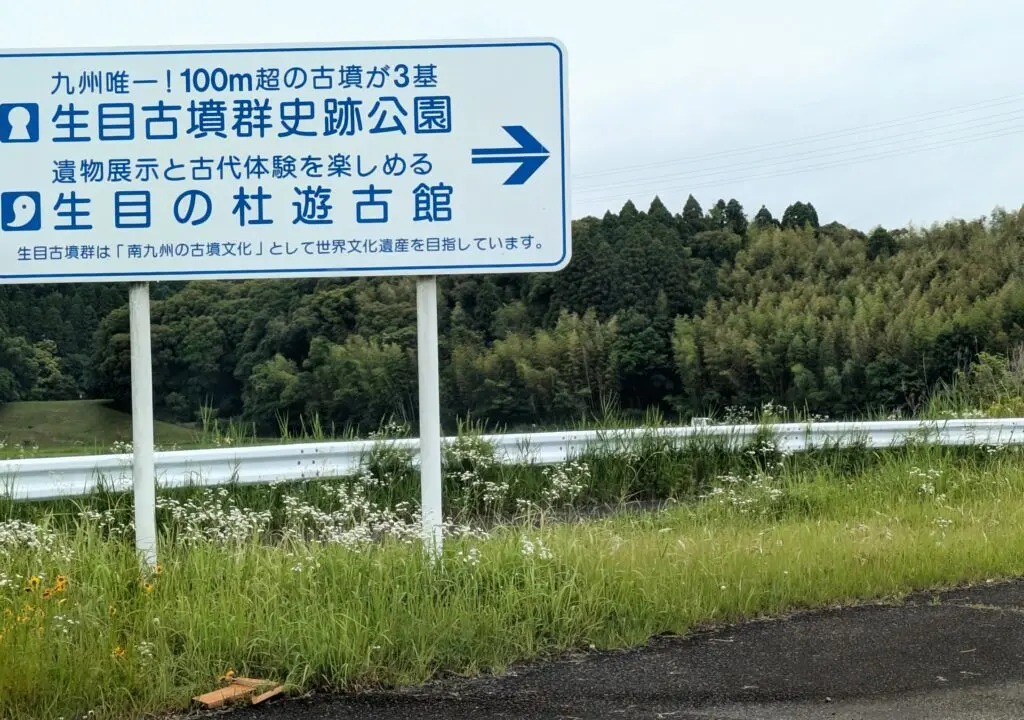 九州唯一！100m超の古墳が3基
生目古墳群史跡公園
遺物展示と古代体験を楽しめる
生目の杜遊古館
生目古墳群は「南九州の古墳文化」として世界文化遺産を目指しています。